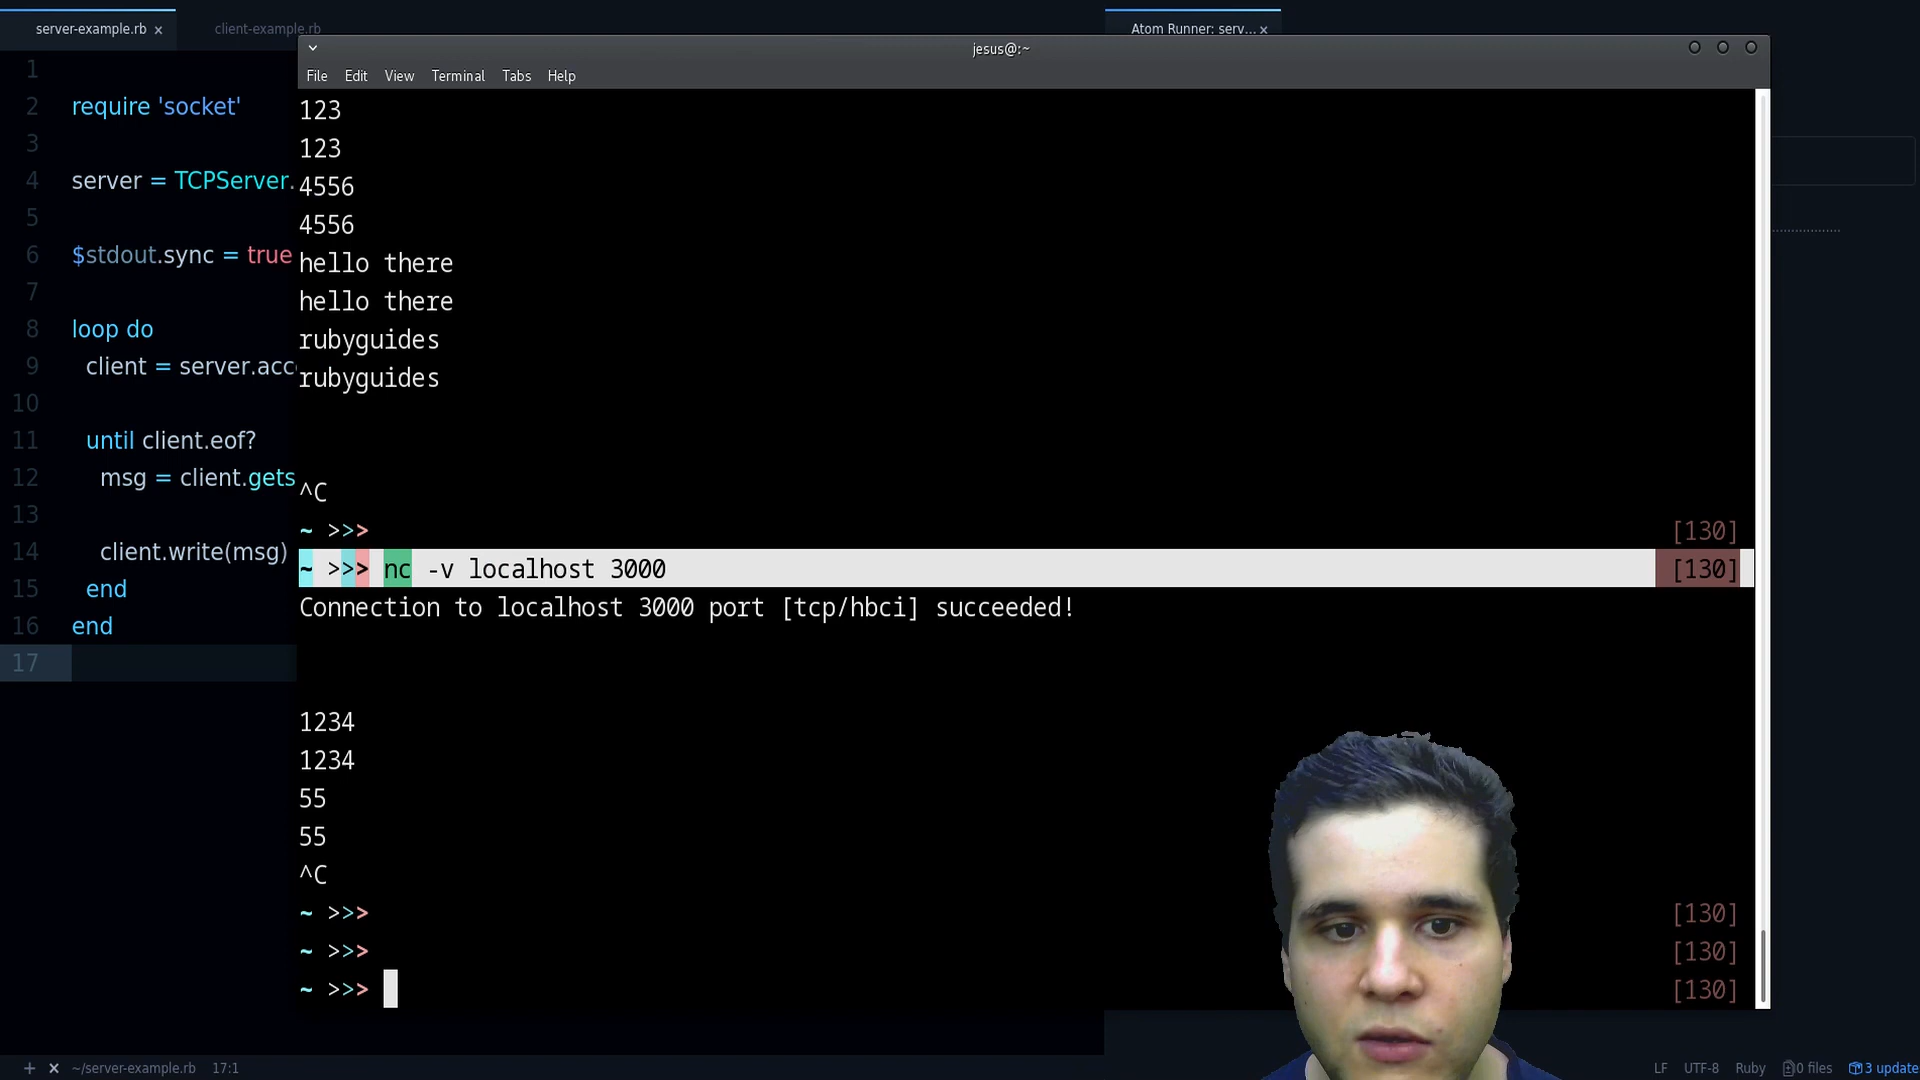 server-example.rb ×
client-example.rb
Atom Runner: serv... ×
jesus@:~
File Edit View Terminal Tabs Help
1
2 require 'socket'
3
4 server = TCPServer.
5
6 $stdout.sync = true
7
8 loop do
9 client = server.acc
10
11 until client.eof?
12 msg = client.gets
13
14 client.write(msg)
15 end
16 end
17
123
123
4556
4556
hello there
hello there
rubyguides
rubyguides
^C
~ >>> [130]
~ >>> nc -v localhost 3000 [130]
Connection to localhost 3000 port [tcp/hbci] succeeded!
1234
1234
55
55
^C
~ >>> [130]
~ >>> [130]
~ >>> [130]
+ × ~/server-example.rb 17:1
LF UTF-8 Ruby 0 files 3 update